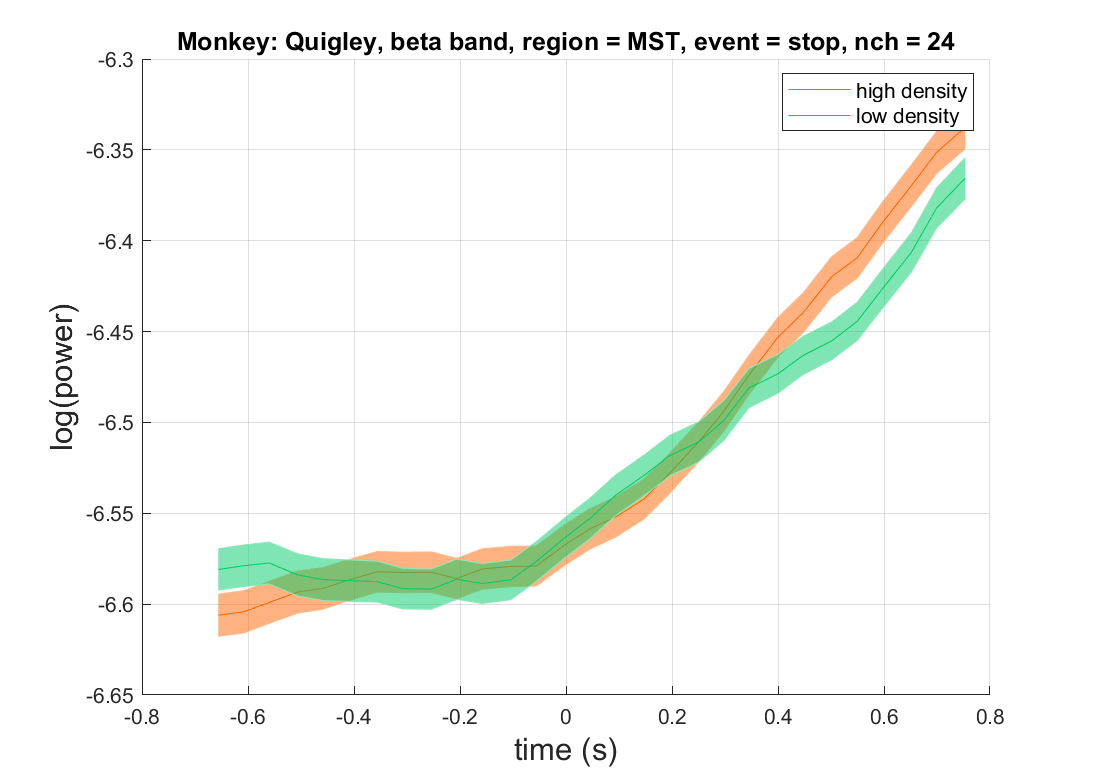 Monkey: Quigley, beta band, region = MST, event = stop, nch = 24
high density
low density
-6.3
-6.35
-6.4
-6.45
-6.5
-6.55
-6.6
-6.65
log(power)
-0.8 -0.6 -0.4 -0.2 0 0.2 0.4 0.6 0.8
time (s)